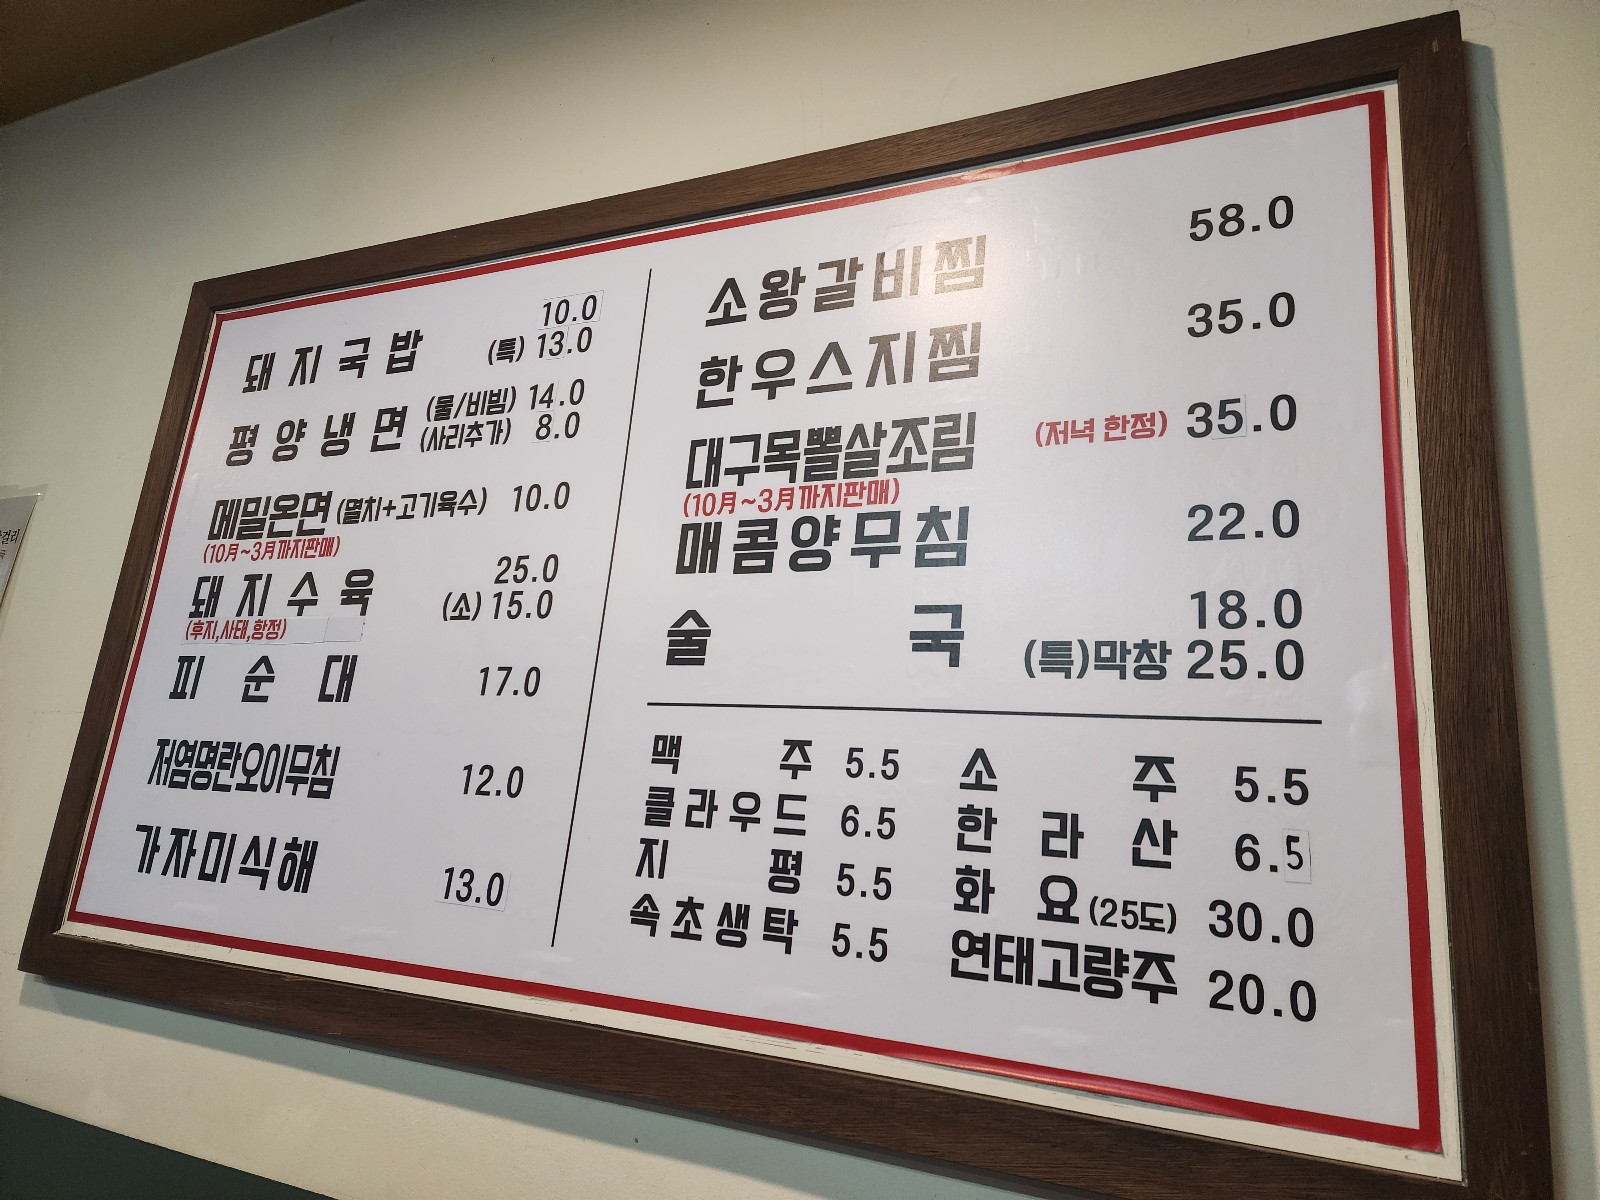 돼지국밥 10.0
(특) 13.0
평양냉면 (물/비빔) 14.0
(사리추가) 8.0
메밀온면 (멸치+고기육수) 10.0
(10月~3月까지판매)
돼지수육 25.0
(소) 15.0
(후지,사태,항정)
피순대 17.0
저염명란오이무침 12.0
가자미식해 13.0
소왕갈비찜 58.0
한우스지찜 35.0
대구목뽈살조림 (저녁 한정) 35.0
(10月~3月까지판매)
매콤양무침 22.0
술국 18.0
(특)막창 25.0
맥주 5.5
클라우드 6.5
지평 5.5
속초생탁 5.5
소주 5.5
한라산 6.5
화요 (25도) 30.0
연태고량주 20.0